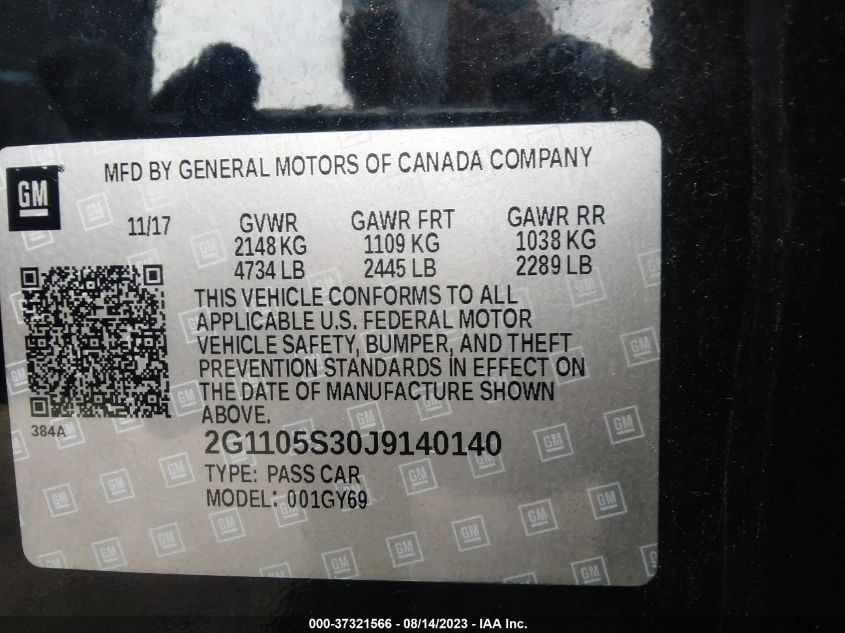 MFD BY GENERAL MOTORS OF CANADA COMPANY
GM
11/17 GVWR GAWR FRT GAWR RR
2148 KG 1109 KG 1038 KG
4734 LB 2445 LB 2289 LB
THIS VEHICLE CONFORMS TO ALL
APPLICABLE U.S. FEDERAL MOTOR
VEHICLE SAFETY, BUMPER, AND THEFT
PREVENTION STANDARDS IN EFFECT ON
THE DATE OF MANUFACTURE SHOWN
ABOVE.
384A
2G1105S30J9140140
TYPE: PASS CAR
MODEL: 001GY69
000-37321566 - 08/14/2023 - IAA Inc.